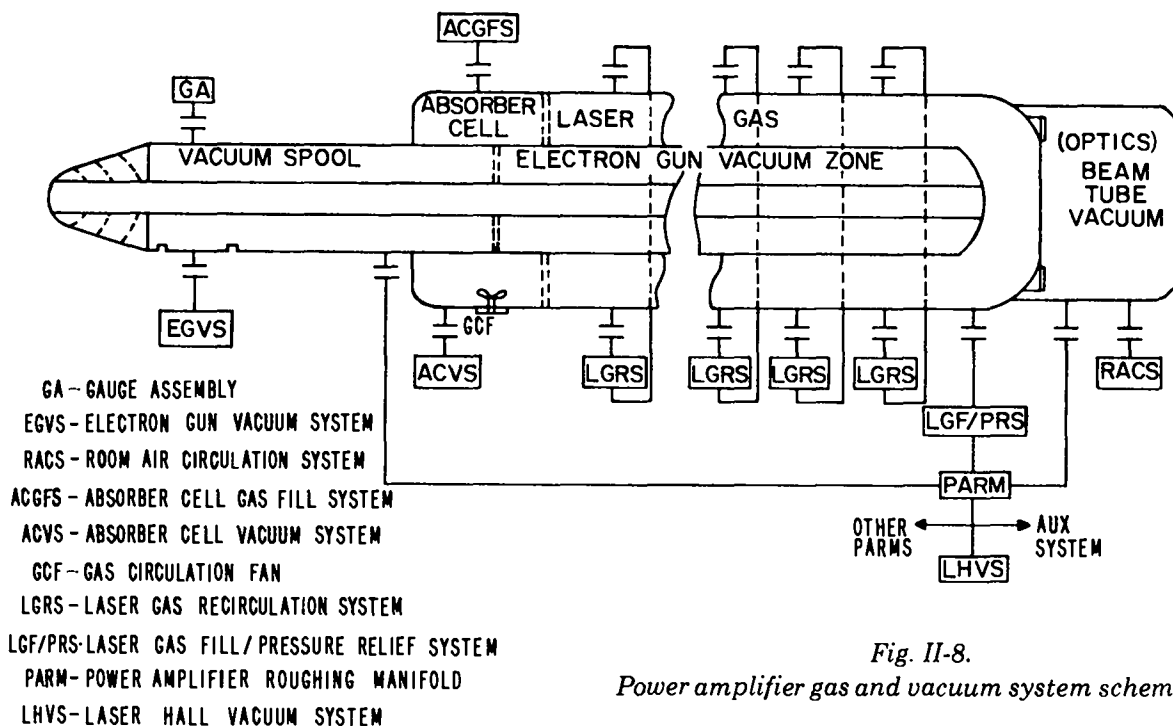 ACGFS
GA
ABSORBER
CELL
LASER
GAS
(OPTICS)
BEAM
TUBE
VACUUM
VACUUM SPOOL
ELECTRON GUN VACUUM ZONE
GCF
EGVS
ACVS
LGRS
LGRS
LGRS
LGRS
RACS
LGF/PRS
PARM
OTHER
PARMS
AUX
SYSTEM
LHVS
GA-GAUGE ASSEMBLY
EGVS-ELECTRON GUN VACUUM SYSTEM
RACS-ROOM AIR CIRCULATION SYSTEM
ACGFS-ABSORBER CELL GAS FILL SYSTEM
ACVS-ABSORBER CELL VACUUM SYSTEM
GCF-GAS CIRCULATION FAN
LGRS-LASER GAS RECIRCULATION SYSTEM
LGF/PRS-LASER GAS FILL/PRESSURE RELIEF SYSTEM
PARM-POWER AMPLIFIER ROUGHING MANIFOLD
LHVS-LASER HALL VACUUM SYSTEM
Fig. II-8.
Power amplifier gas and vacuum system schem